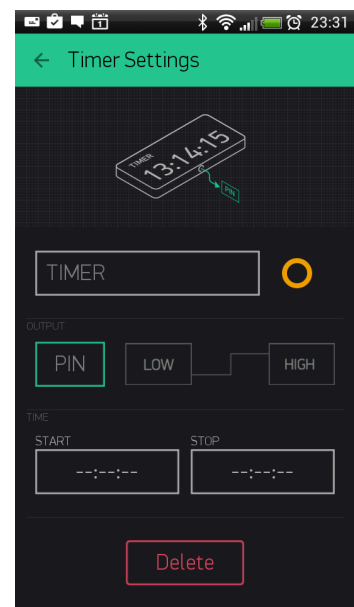 23:31
Timer Settings
TIMER
13:14:15
PIN
TIMER
OUTPUT
PIN LOW HIGH
TIME
START STOP
--:--:-- --:--:--
Delete